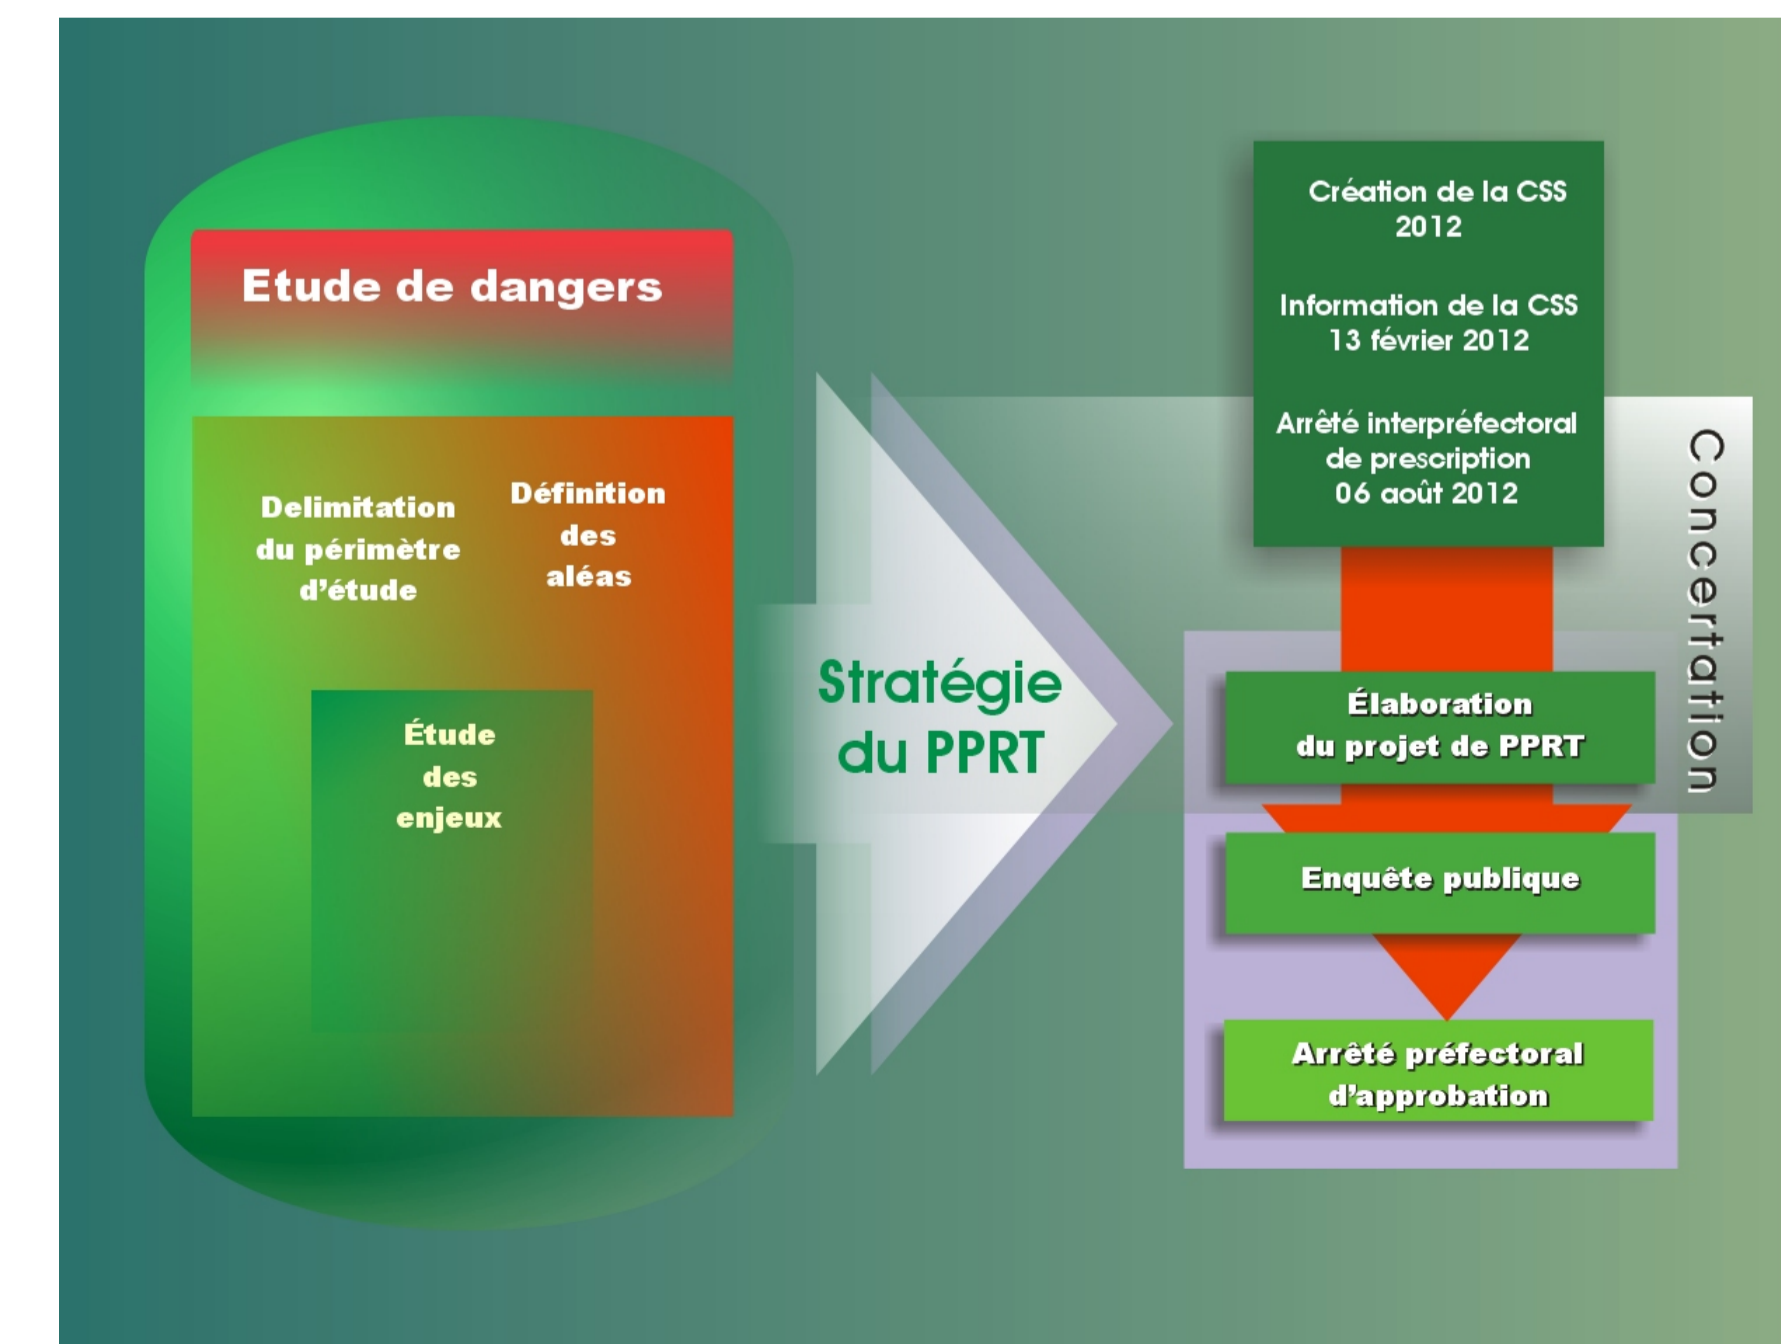 Etude de dangers
Delimitation
du périmètre
d'étude
Définition
des
aléas
Étude
des
enjeux
Stratégie
du PPRT
Création de la CSS
2012
Information de la CSS
13 février 2012
Arrêté interpréfectoral
de prescription
06 août 2012
Concertation
Élaboration
du projet de PPRT
Enquête publique
Arrêté préfectoral
d'approbation